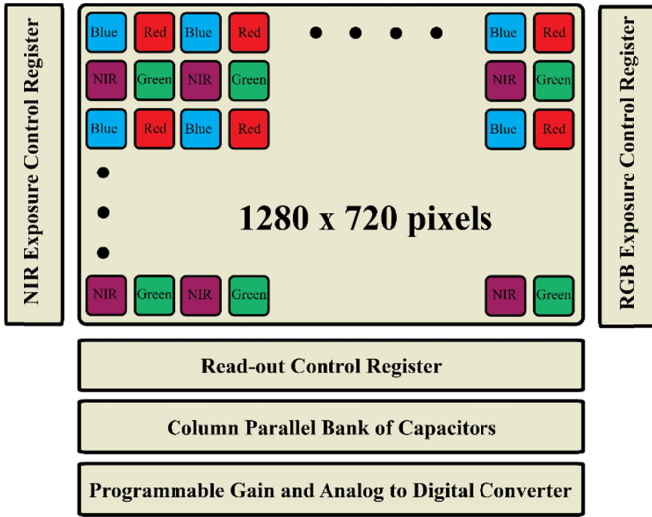 Blue Red Blue Red Blue Red
NIR Green NIR Green NIR Green
Blue Red Blue Red Blue Red
1280 x 720 pixels
NIR Green NIR Green NIR Green
NIR Exposure Control Register
RGB Exposure Control Register
Read-out Control Register
Column Parallel Bank of Capacitors
Programmable Gain and Analog to Digital Converter